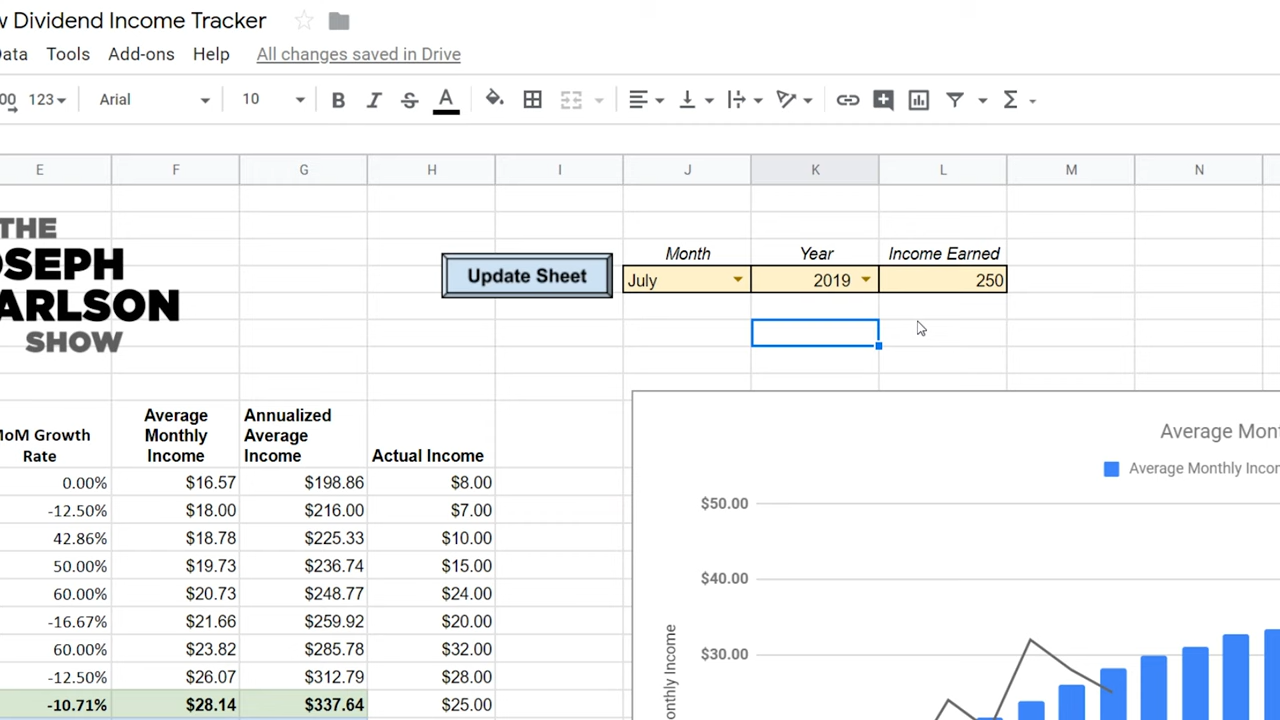 w Dividend Income Tracker
ata Tools Add-ons Help All changes saved in Drive
00 123 Arial 10 B I S A Σ
E F G H I J K L M N
THE
OSEPH
ARLSON
SHOW
Month Year Income Earned
Update Sheet July 2019 250
MoM Growth Rate Average Monthly Income Annualized Average Income Actual Income
0.00% $16.57 $198.86 $8.00
-12.50% $18.00 $216.00 $7.00
42.86% $18.78 $225.33 $10.00
50.00% $19.73 $236.74 $15.00
60.00% $20.73 $248.77 $24.00
-16.67% $21.66 $259.92 $20.00
60.00% $23.82 $285.78 $32.00
-12.50% $26.07 $312.79 $28.00
-10.71% $28.14 $337.64 $25.00
Average Mont
Average Monthly Incor
$50.00
$40.00
$30.00
onthly Income